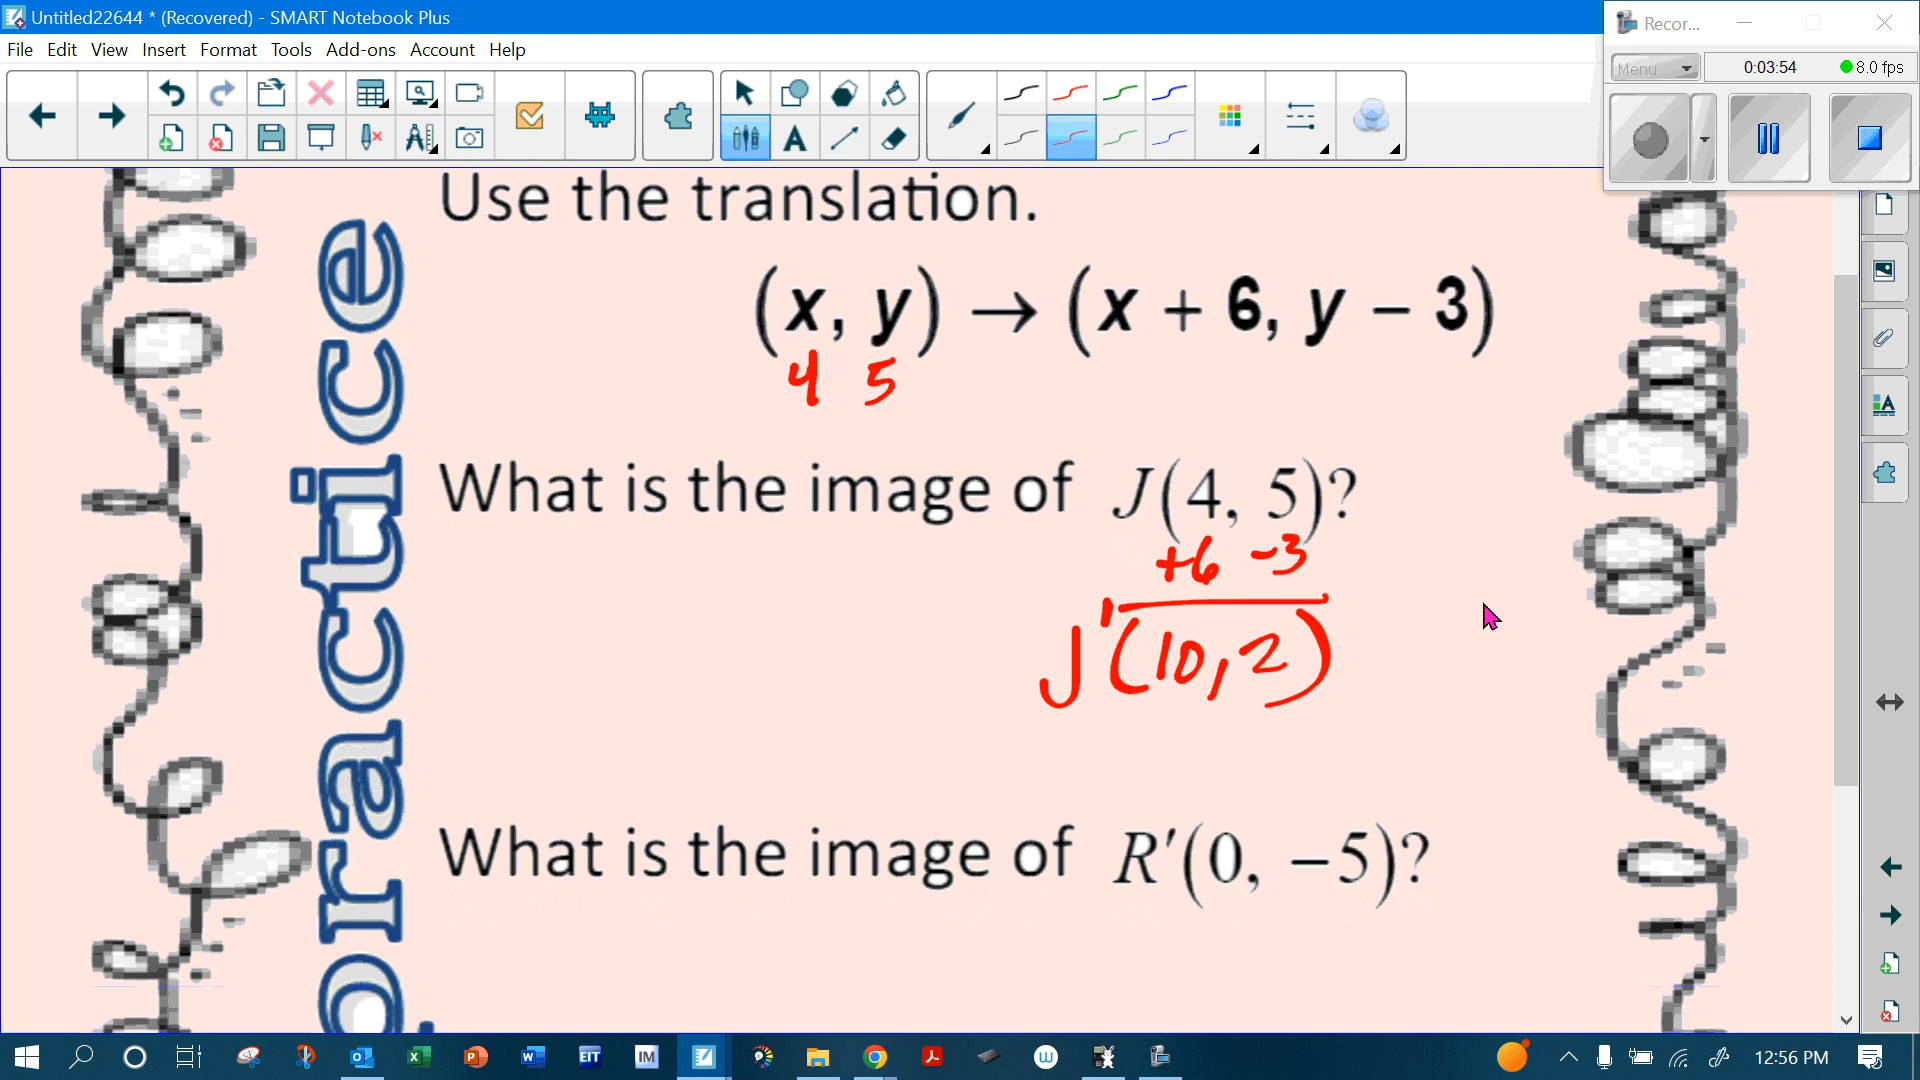 Untitled22644 * (Recovered) - SMART Notebook Plus
Recor...
File Edit View Insert Format Tools Add-ons Account Help
Menu
0:03:54
8.0 fps
Use the translation.
(x, y) → (x + 6, y − 3)
4 5
What is the image of J(4, 5)?
+6 -3
J'(10, 2)
What is the image of R′(0, −5)?
Practice
EIT
IM
12:56 PM